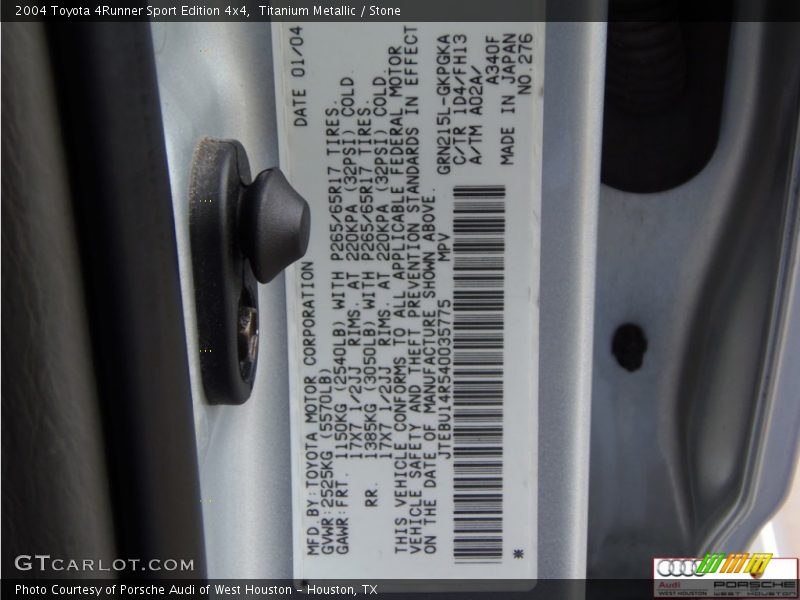 2004 Toyota 4Runner Sport Edition 4x4,  Titanium Metallic / Stone
MFD.BY:TOYOTA MOTOR CORPORATION DATE 01/04
GVWR:2525KG (5570LB)
GAWR:FRT. 1150KG (2540LB) WITH P265/65R17 TIRES.
17X7 1/2JJ RIMS. AT 220KPA (32PSI) COLD.
RR. 1385KG (3050LB) WITH P265/65R17 TIRES.
17X7 1/2JJ RIMS. AT 220KPA (32PSI) COLD.
THIS VEHICLE CONFORMS TO ALL APPLICABLE FEDERAL MOTOR
VEHICLE SAFETY AND THEFT PREVENTION STANDARDS IN EFFECT
ON THE DATE OF MANUFACTURE SHOWN ABOVE.
JTEBU14R540035775 MPV GRN215L-GKPGKA
C/TR 1D4/FH13
A/TM A02A/
A340F
MADE IN JAPAN
* NO.276
GTCARLOT.COM
Audi PORSCHE
WEST HOUSTON WEST HOUSTON
Photo Courtesy of Porsche Audi of West Houston – Houston, TX